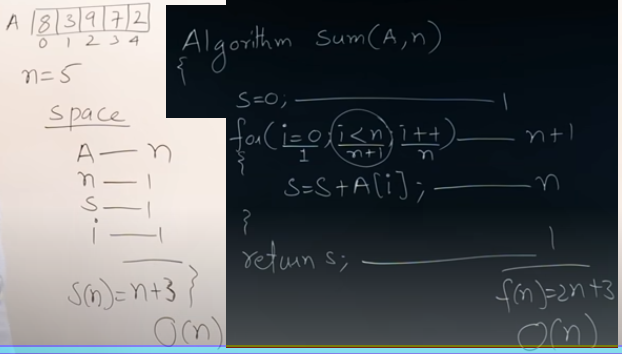 A 8 3 9 7 2
0 1 2 3 4
n=5
space
A — n
n — 1
s — 1
i — 1
S(n)=n+3
O(n)
Algorithm Sum(A,n)
{
s=0; — 1
for(i=0; i<n; i++) — n+1
1 n+1 n
{
s=s+A[i]; — n
}
return s; — 1
}
f(n)=2n+3
O(n)